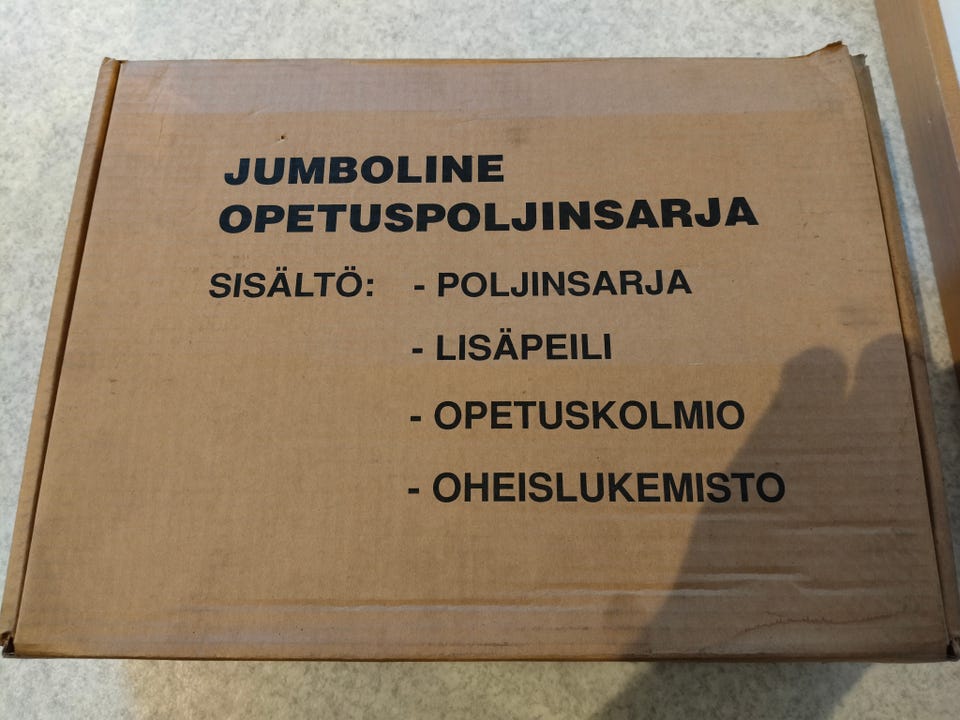 JUMBOLINE
OPETUSPOLJINSARJA
SISÄLTÖ: - POLJINSARJA
- LISÄPEILI
- OPETUSKOLMIO
- OHEISLUKEMISTO